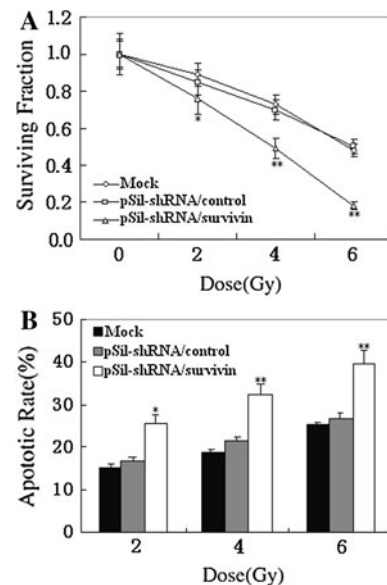 A
Surviving Fraction
1.2
1.0
0.8
0.6
0.4
0.2
0.0
Mock
pSil-shRNA/control
pSil-shRNA/survivin
*
**
**
0 2 4 6
Dose(Gy)
B
Apototic Rate(%)
50
40
30
20
10
0
Mock
pSil-shRNA/control
pSil-shRNA/survivin
*
**
**
2 4 6
Dose(Gy)